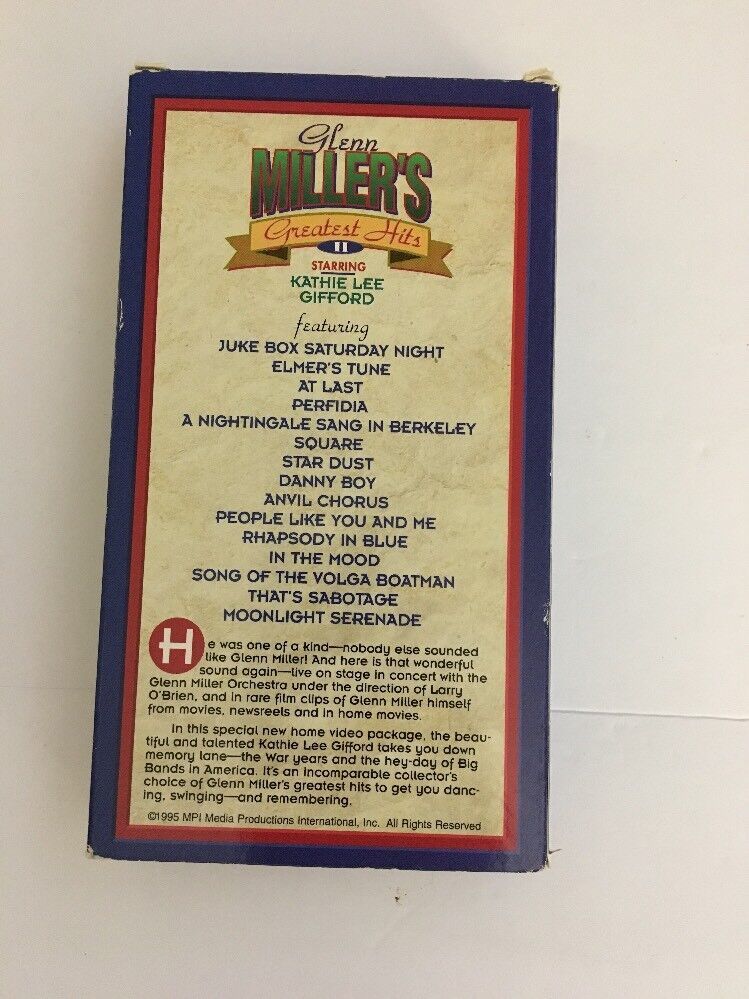 Glenn
MILLER'S
Greatest Hits
II
STARRING
KATHIE LEE
GIFFORD
featuring
JUKE BOX SATURDAY NIGHT
ELMER'S TUNE
AT LAST
PERFIDIA
A NIGHTINGALE SANG IN BERKELEY
SQUARE
STAR DUST
DANNY BOY
ANVIL CHORUS
PEOPLE LIKE YOU AND ME
RHAPSODY IN BLUE
IN THE MOOD
SONG OF THE VOLGA BOATMAN
THAT'S SABOTAGE
MOONLIGHT SERENADE
He was one of a kind—nobody else sounded
like Glenn Miller! And here is that wonderful
sound again—live on stage in concert with the
Glenn Miller Orchestra under the direction of Larry
O'Brien, and in rare film clips of Glenn Miller himself
from movies, newsreels and in home movies.
In this special new home video package, the beau-
tiful and talented Kathie Lee Gifford takes you down
memory lane—the War years and the hey-day of Big
Bands in America. It's an incomparable collector's
choice of Glenn Miller's greatest hits to get you danc-
ing, swinging—and remembering.
©1995 MPI Media Productions International, Inc. All Rights Reserved